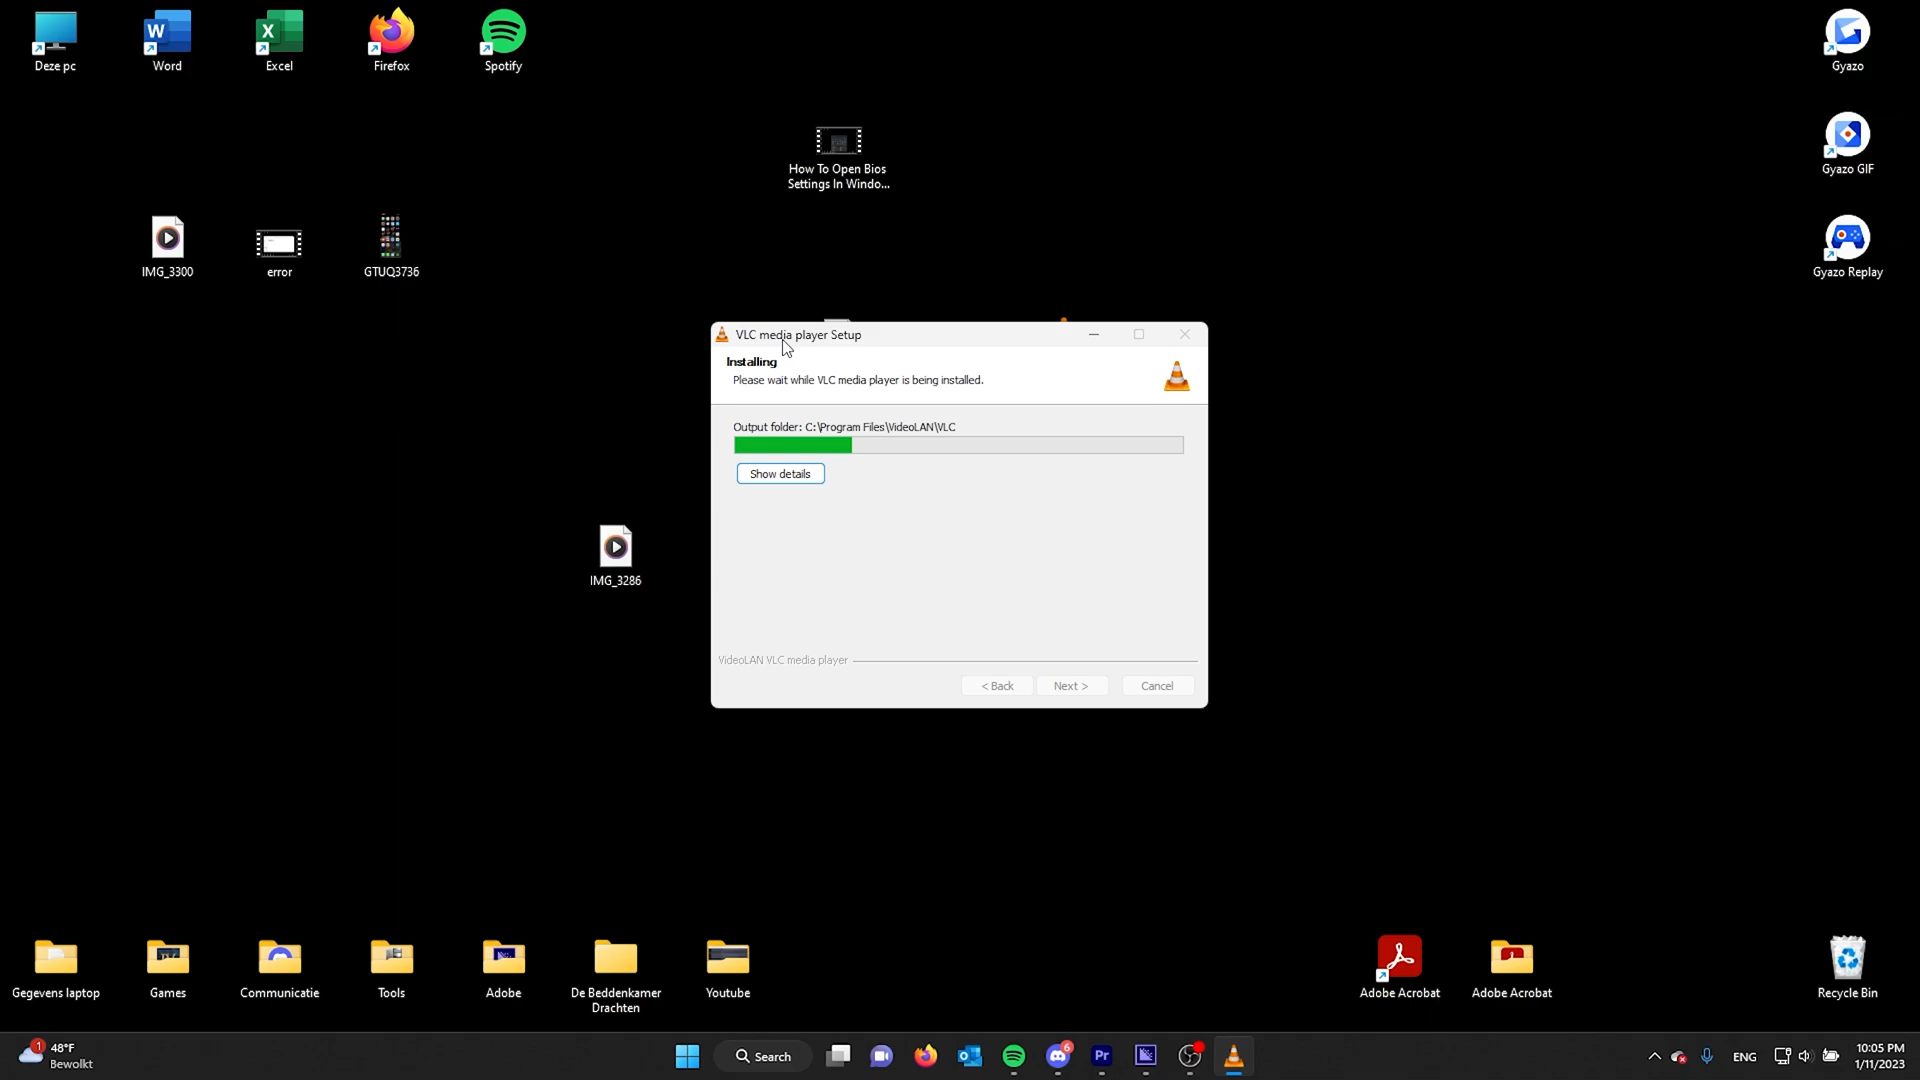 Deze pc
Word
Excel
Firefox
Spotify
Gyazo
How To Open Bios
Settings In Windo...
Gyazo GIF
IMG_3300
error
GTUQ3736
Gyazo Replay
VLC media player Setup
Installing
Please wait while VLC media player is being installed.
Output folder: C:\Program Files\VideoLAN\VLC
Show details
IMG_3286
VideoLAN VLC media player
< Back
Next >
Cancel
Gegevens laptop
Games
Communicatie
Tools
Adobe
De Beddenkamer
Drachten
Youtube
Adobe Acrobat
Adobe Acrobat
Recycle Bin
1
48°F
Bewolkt
Search
6
Pr
ENG
10:05 PM
1/11/2023